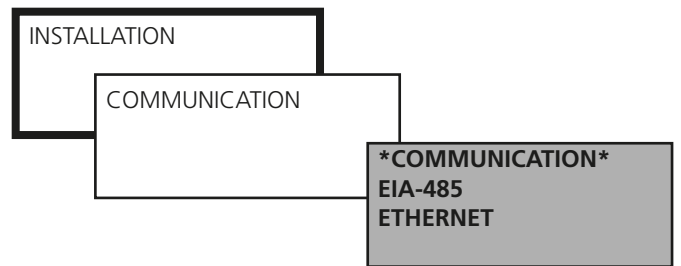 INSTALLATION
COMMUNICATION
*COMMUNICATION*
EIA-485
ETHERNET